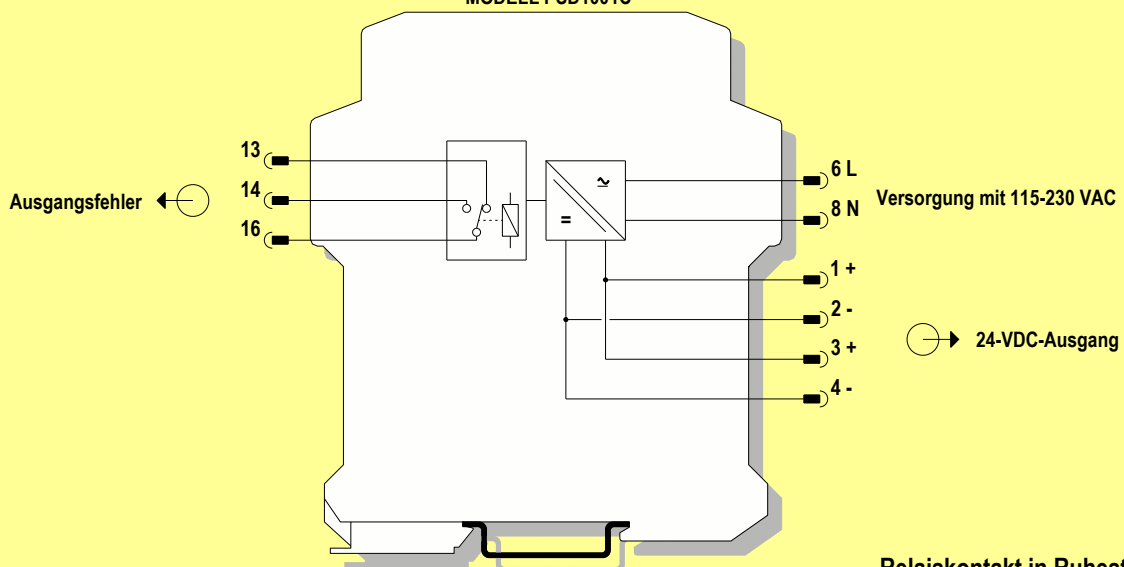 13
14
16
Ausgangsfehler
6 L
8 N
Versorgung mit 115-230 VAC
1 +
2 -
3 +
4 -
24-VDC-Ausgang
~
=